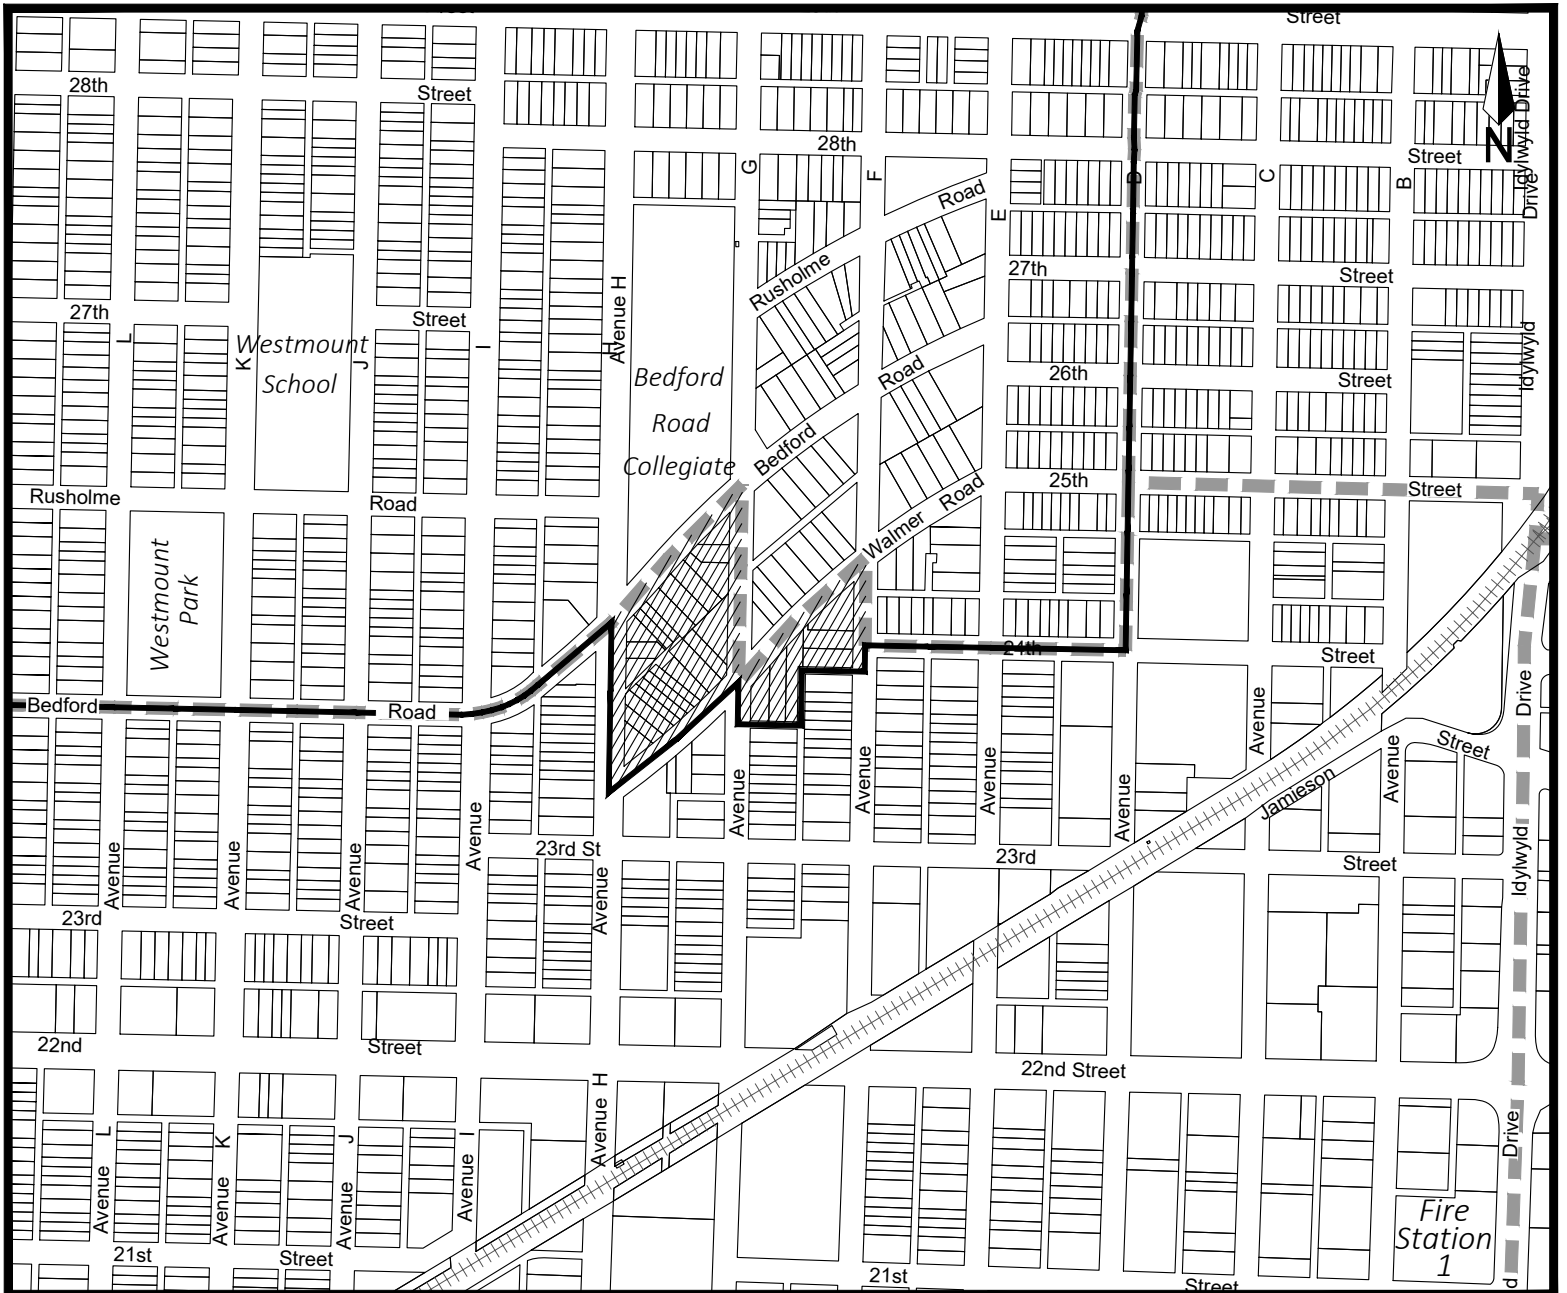 Street
28th
Street
28th
Street
N
Idylwyld Drive
Drive
G
F
E
D
C
B
Road
Rusholme
27th
Street
27th
Street
L
K
J
I
H
Avenue H
Westmount
School
Bedford
Road
Collegiate
Road
26th
Street
Idylwyld
Bedford
25th
Street
Rusholme
Road
Walmer Road
Westmount
Park
24th
Street
Bedford
Road
Avenue
Avenue
Avenue
Avenue
Avenue
Avenue
Avenue
Street
Drive
Jamieson
Avenue
Avenue
Avenue
Avenue
Avenue
23rd St
23rd
Street
Idylwyld
23rd
Street
22nd
Street
22nd Street
Avenue H
L
K
J
Avenue I
Avenue
Avenue
Avenue
Drive
Fire
Station
1
21st
Street
21st
Street